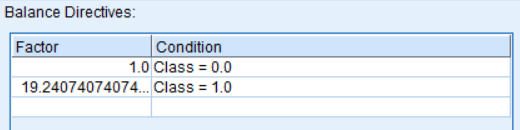 Balance Directives:
Factor Condition
1.0 Class = 0.0
19.24074074074... Class = 1.0